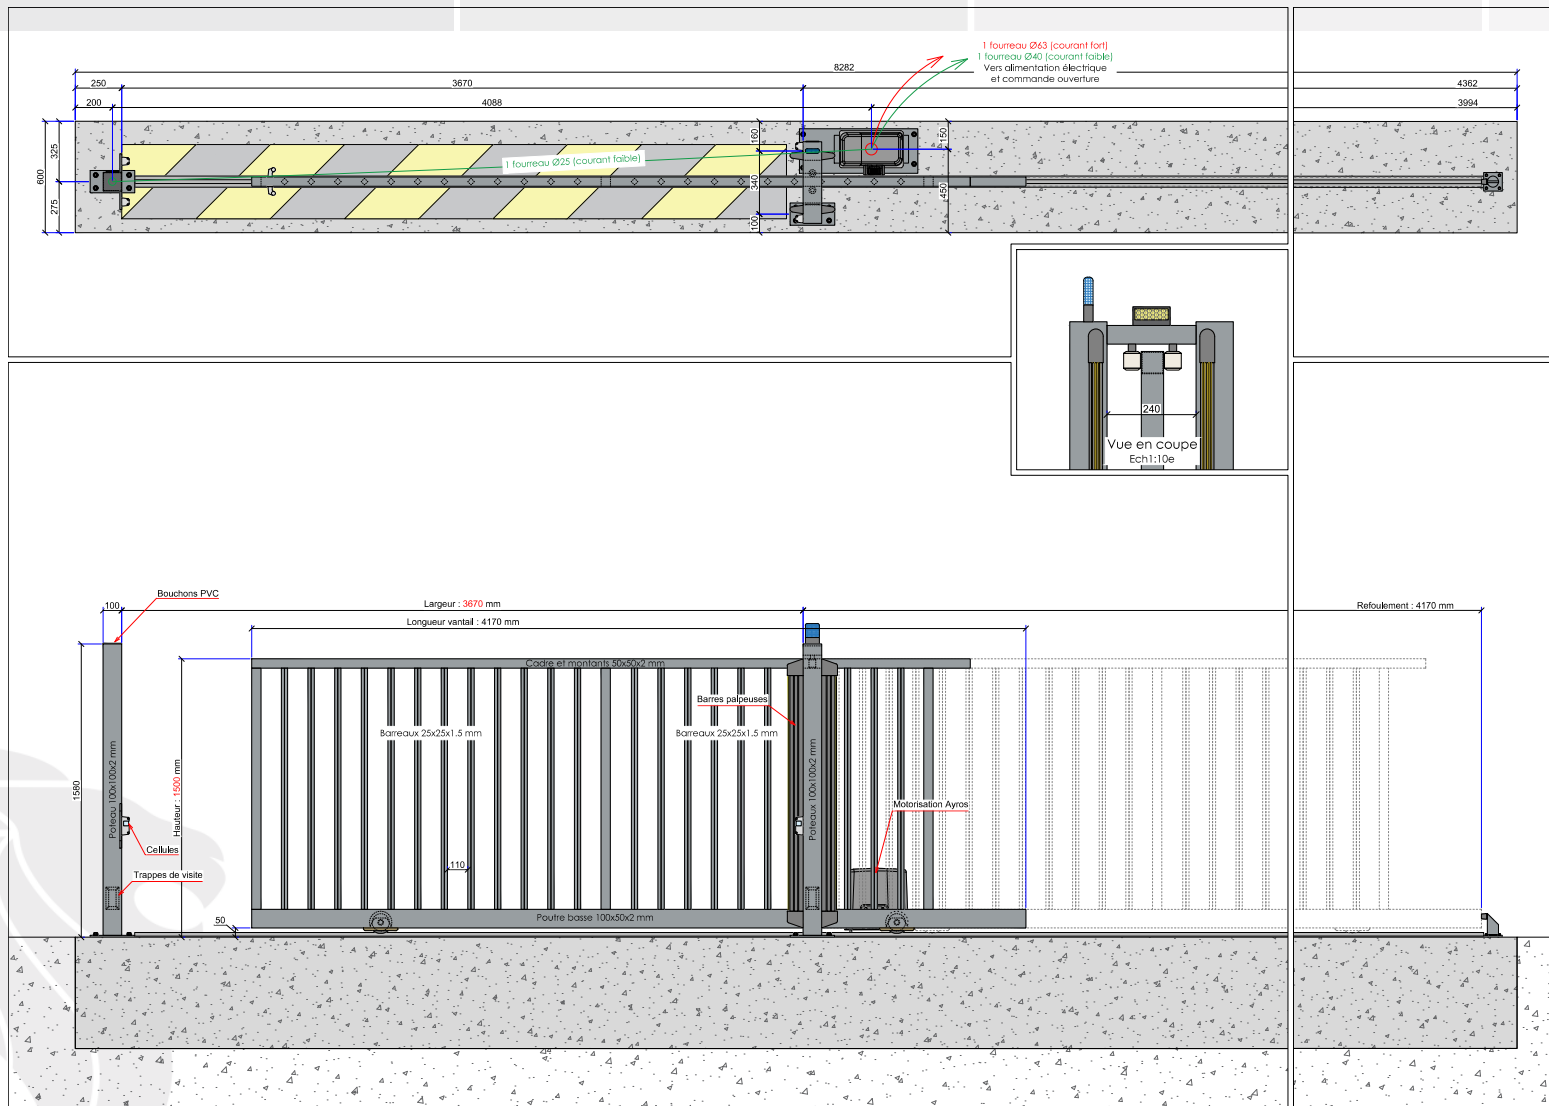 1 fourreau Ø63 (courant fort)
1 fourreau Ø40 (courant faible)
Vers alimentation électrique
et commande ouverture
8282
250
3670
4362
200
4088
3994
600
325
275
160
340
100
150
450
1 fourreau Ø25 (courant faible)
240
Vue en coupe
Ech1:10e
Bouchons PVC
100
Largeur : 3670 mm
Refoulement : 4170 mm
Longueur vantail : 4170 mm
Cadre et montants 50x50x2 mm
Barres palpeuses
Barreaux 25x25x1.5 mm
Barreaux 25x25x1.5 mm
1580
Poteau 100x100x2 mm
Hauteur : 1500 mm
Poteaux 100x100x2 mm
Motorisation Ayros
Cellules
110
Trappes de visite
50
Poutre basse 100x50x2 mm